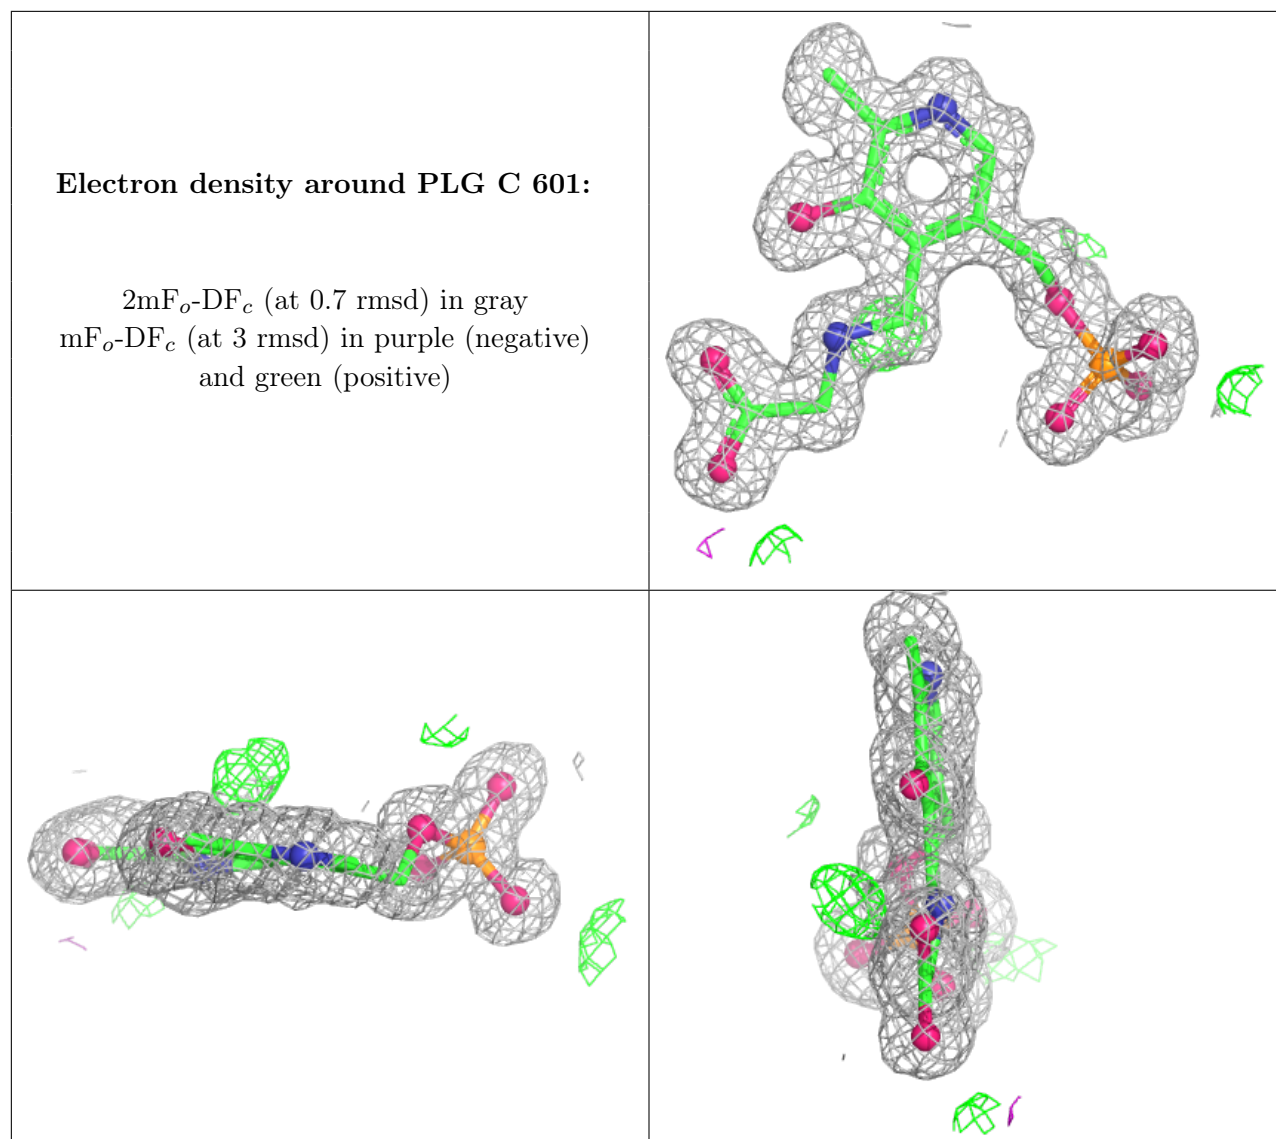 Electron density around PLG C 601:
2mFo-DFc (at 0.7 rmsd) in gray
mFo-DFc (at 3 rmsd) in purple (negative)
and green (positive)